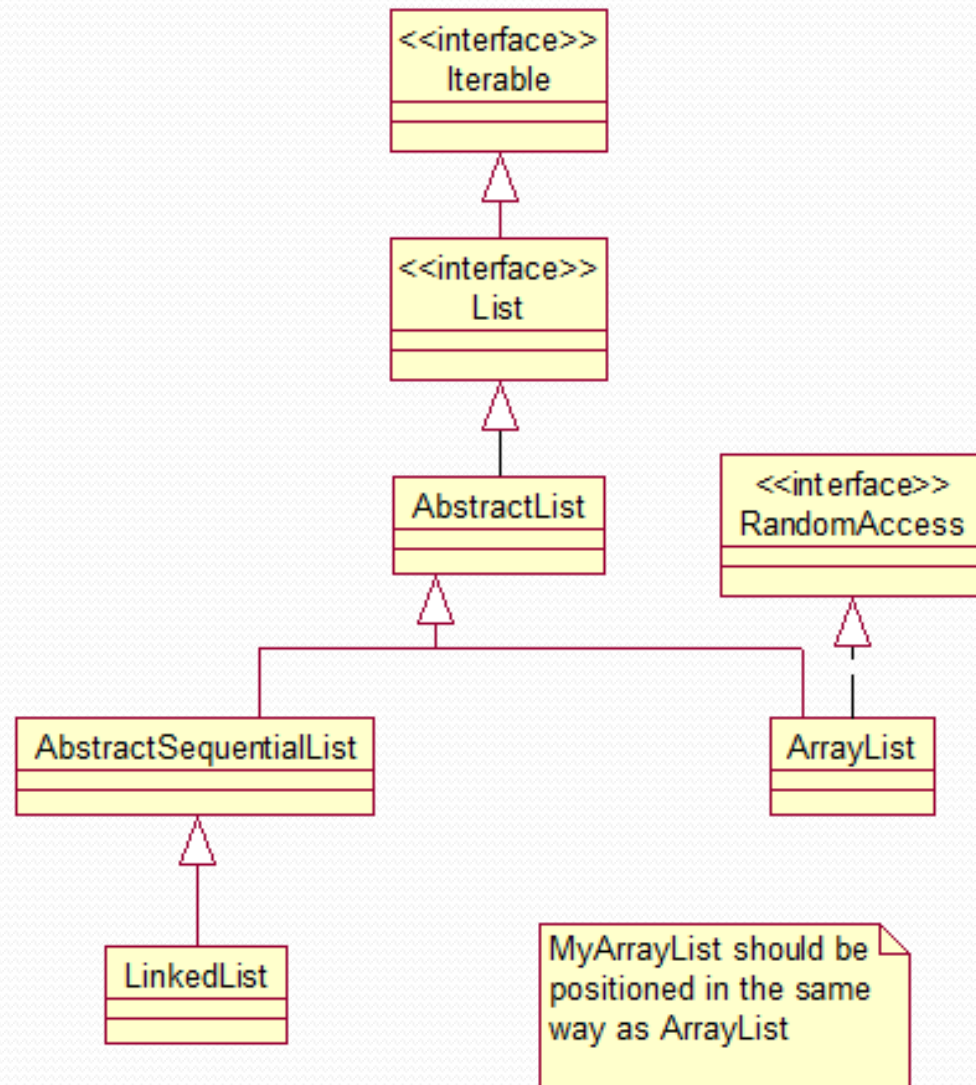 <<interface>>
Iterable
<<interface>>
List
AbstractList
<<interface>>
RandomAccess
AbstractSequentialList
ArrayList
LinkedList
MyArrayList should be
positioned in the same
way as ArrayList